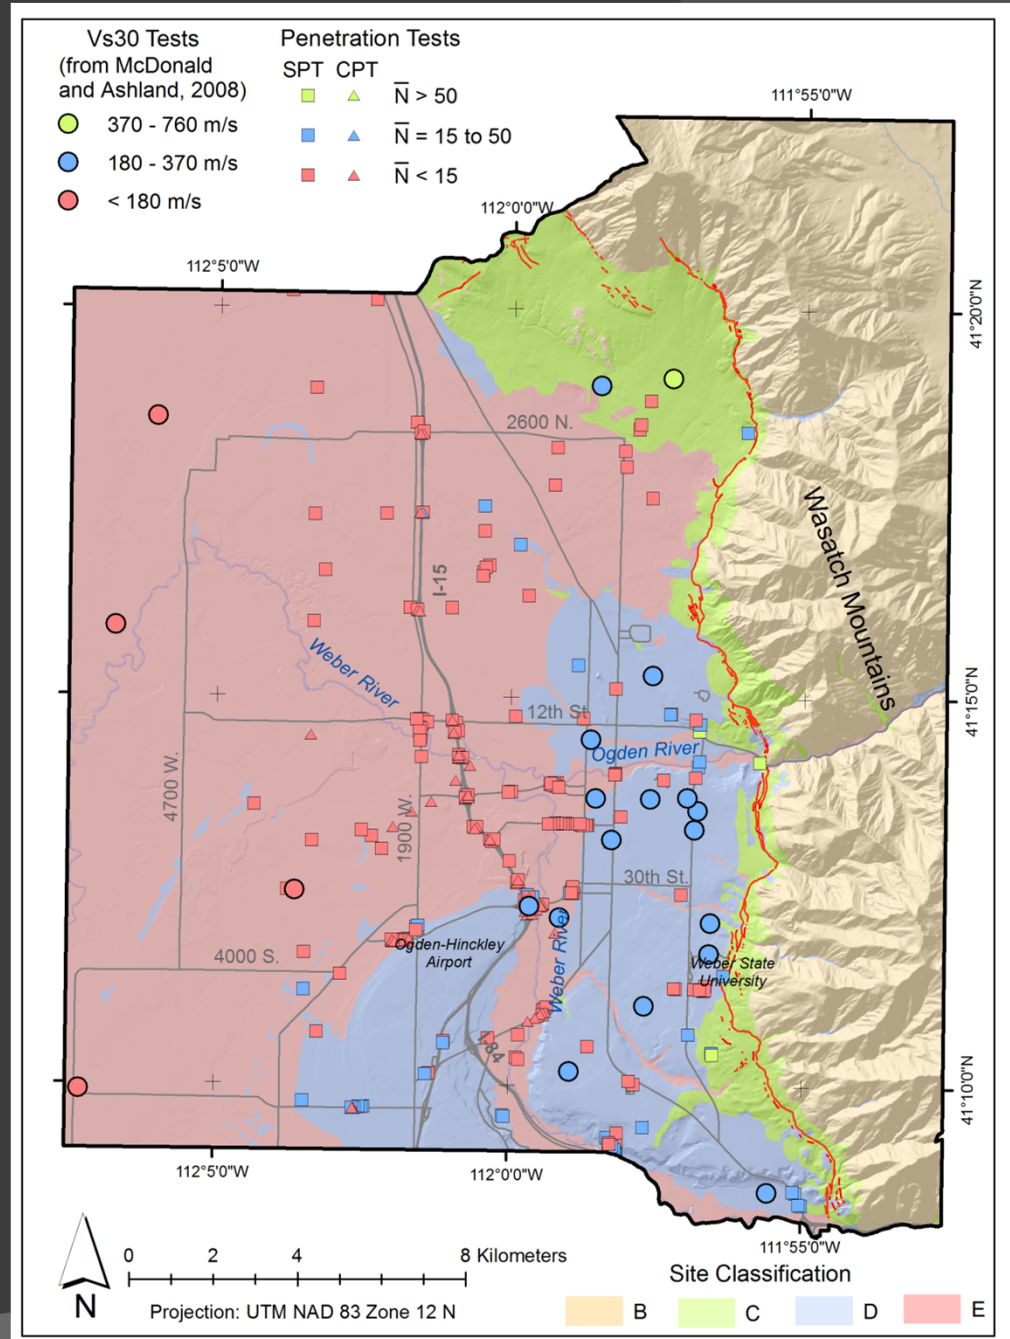 Vs30 Tests
(from McDonald
and Ashland, 2008)
370 - 760 m/s
180 - 370 m/s
< 180 m/s
Penetration Tests
SPT CPT
N̅ > 50
N̅ = 15 to 50
N̅ < 15
111°55'0"W
112°0'0"W
112°5'0"W
41°20'0"N
2600 N.
Wasatch Mountains
I-15
Weber River
41°15'0"N
12th St.
Ogden River
4700 W.
1900 W.
30th St.
Ogden-Hinckley
Airport
4000 S.
Weber River
Weber State
University
I-84
41°10'0"N
112°5'0"W
112°0'0"W
111°55'0"W
N
0 2 4 8 Kilometers
Projection: UTM NAD 83 Zone 12 N
Site Classification
B C D E